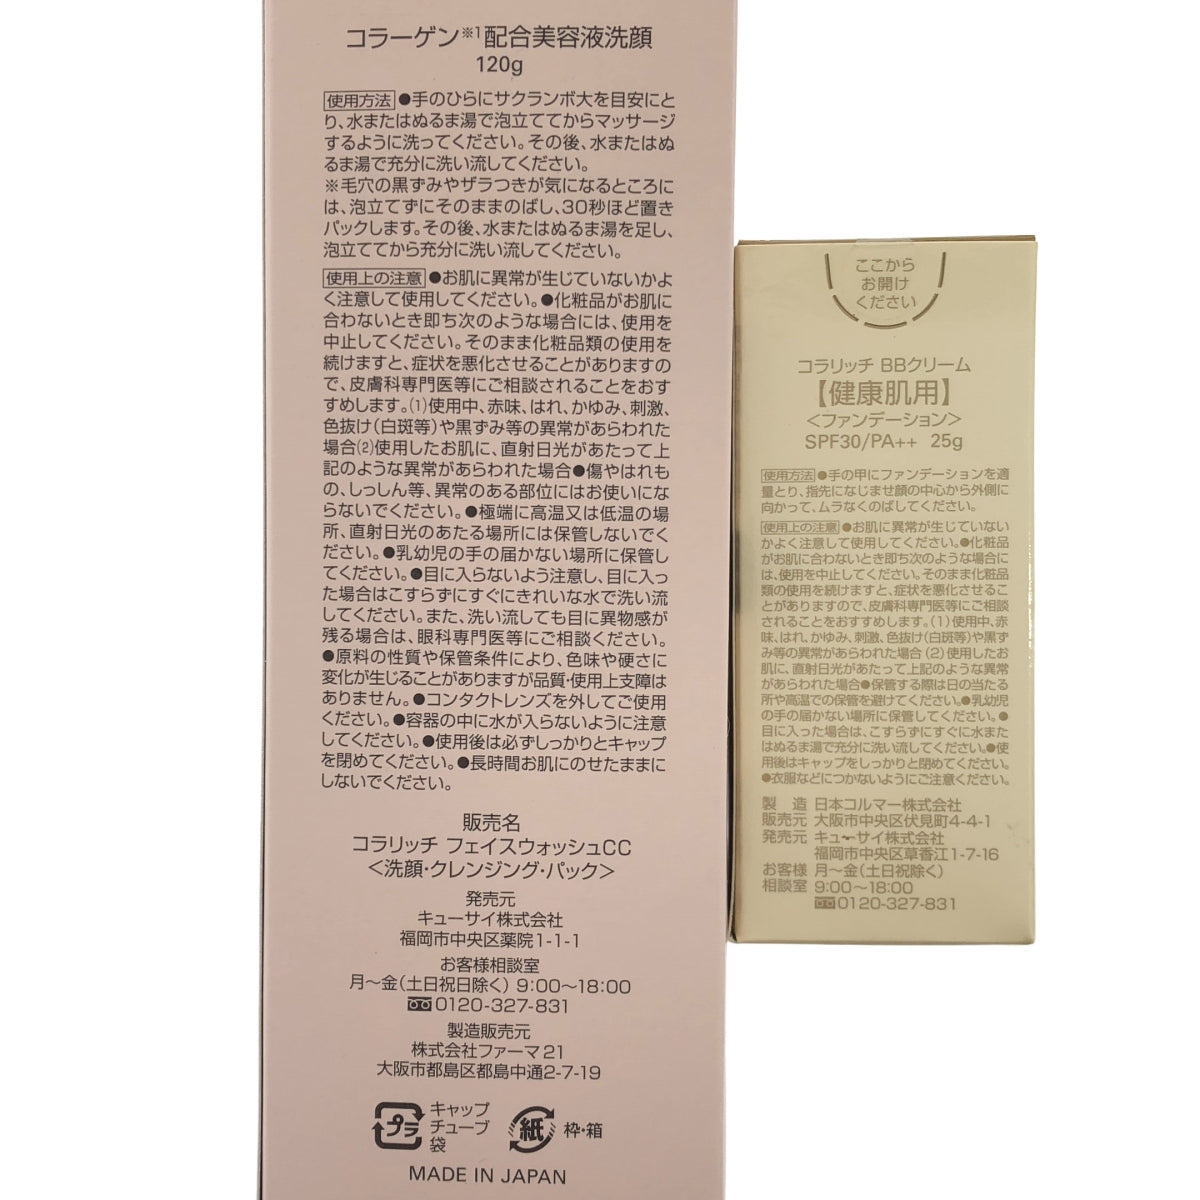 コラーゲン※1配合美容液洗顔
120g
使用方法 ●手のひらにサクランボ大を目安にと
り、水またはぬるま湯で泡立ててからマッサージ
するように洗ってください。その後、水またはぬ
るま湯で充分に洗い流してください。
※毛穴の黒ずみやザラつきが気になるところに
は、泡立てずにそのままのばし、30秒ほど置き
パックします。その後、水またはぬるま湯を足し、
泡立ててから充分に洗い流してください。
使用上の注意 ●お肌に異常が生じていないかよ
く注意して使用してください。●化粧品がお肌に
合わないとき即ち次のような場合には、使用を
中止してください。そのまま化粧品類の使用を
続けますと、症状を悪化させることがありますの
で、皮膚科専門医等にご相談されることをおす
すめします。(1)使用中、赤味、はれ、かゆみ、刺激、
色抜け(白斑等)や黒ずみ等の異常があらわれた
場合(2)使用したお肌に、直射日光があたって上
記のような異常があらわれた場合●傷やはれも
の、しっしん等、異常のある部位にはお使いにな
らないでください。●極端に高温又は低温の場
所、直射日光のあたる場所には保管しないでく
ださい。●乳幼児の手の届かない場所に保管し
てください。●目に入らないよう注意し、目に入っ
た場合はこすらずにすぐにきれいな水で洗い流
してください。また、洗い流しても目に異物感が
残る場合は、眼科専門医等にご相談ください。
●原料の性質や保管条件により、色味や硬さに
変化が生じることがありますが品質・使用上支障は
ありません。●コンタクトレンズを外してご使用
ください。●容器の中に水が入らないように注意
してください。●使用後は必ずしっかりとキャップ
を閉めてください。●長時間お肌にのせたままに
しないでください。
販売名
コラリッチ フェイスウォッシュCC
<洗顔・クレンジング・パック>
発売元
キューサイ株式会社
福岡市中央区薬院1-1-1
お客様相談室
月〜金(土日祝日除く) 9:00〜18:00
0120-327-831
製造販売元
株式会社ファーマ21
大阪市都島区都島中通2-7-19
プラ
キャップ
チューブ
袋
紙 枠・箱
MADE IN JAPAN
ここから
お開け
ください
コラリッチ BBクリーム
【健康肌用】
<ファンデーション>
SPF30/PA++ 25g
使用方法 ●手の甲にファンデーションを適
量とり、指先になじませ顔の中心から外側に
向かって、ムラなくのばしてください。
使用上の注意 ●お肌に異常が生じていない
かよく注意して使用してください。●化粧品
がお肌に合わないとき即ち次のような場合に
は、使用を中止してください。そのまま化粧品
類の使用を続けますと、症状を悪化させるこ
とがありますので、皮膚科専門医等にご相談
されることをおすすめします。(1)使用中、赤
味、はれ、かゆみ、刺激、色抜け(白斑等)や黒ず
み等の異常があらわれた場合 (2)使用したお
肌に、直射日光があたって上記のような異常
があらわれた場合●保管する際は日の当たる
所や高温での保管を避けてください。●乳幼児
の手の届かない場所に保管してください。●
目に入った場合は、こすらずにすぐに水また
はぬるま湯で充分に洗い流してください。●使
用後はキャップをしっかりと閉めてください。
●衣服などにつかないようにご注意ください。
製 造 日本コルマー株式会社
販売元 大阪市中央区伏見町4-4-1
発売元 キューサイ株式会社
福岡市中央区草香江1-7-16
お客様 月〜金(土日祝除く)
相談室 9:00〜18:00
0120-327-831